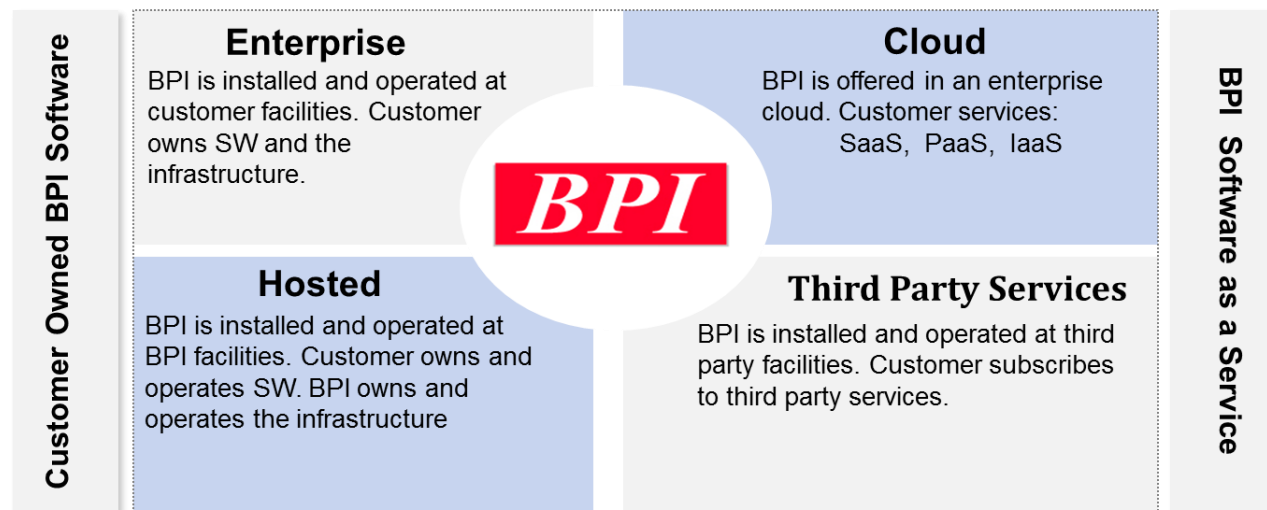 Customer Owned BPI Software
Enterprise
BPI is installed and operated at
customer facilities. Customer
owns SW and the
infrastructure.
Cloud
BPI is offered in an enterprise
cloud. Customer services:
SaaS, PaaS, IaaS
BPI
Hosted
BPI is installed and operated at
BPI facilities. Customer owns and
operates SW. BPI owns and
operates the infrastructure
Third Party Services
BPI is installed and operated at third
party facilities. Customer subscribes
to third party services.
BPI Software as a Service